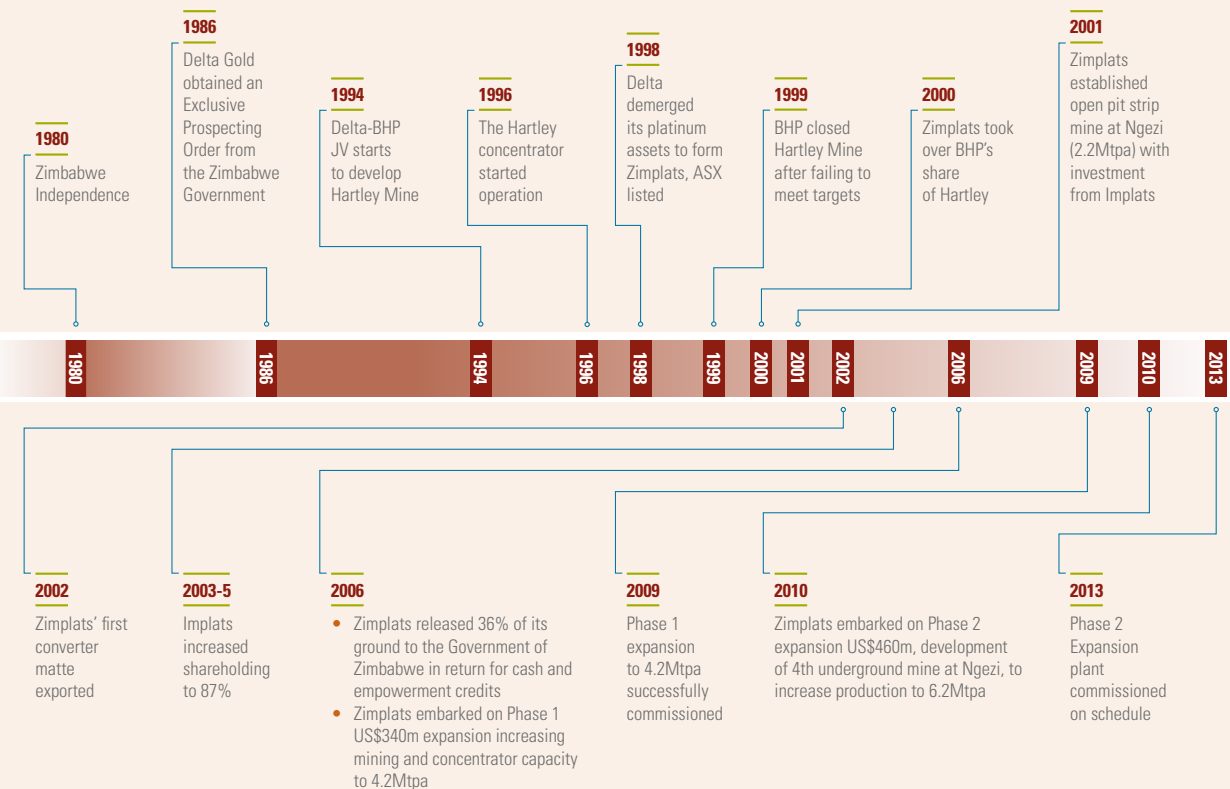 1980
Zimbabwe
Independence
1986
Delta Gold
obtained an
Exclusive
Prospecting
Order from
the Zimbabwe
Government
1994
Delta-BHP
JV starts
to develop
Hartley Mine
1996
The Hartley
concentrator
started
operation
1998
Delta
demerged
its platinum
assets to form
Zimplats, ASX
listed
1999
BHP closed
Hartley Mine
after failing to
meet targets
2000
Zimplats took
over BHP's
share
of Hartley
2001
Zimplats
established
open pit strip
mine at Ngezi
(2.2Mtpa) with
investment
from Implats
1980
1986
1994
1996
1998
1999
2000
2001
2002
2006
2009
2010
2013
2002
Zimplats' first
converter
matte
exported
2003-5
Implats
increased
shareholding
to 87%
2006
• Zimplats released 36% of its
ground to the Government of
Zimbabwe in return for cash and
empowerment credits
• Zimplats embarked on Phase 1
US$340m expansion increasing
mining and concentrator capacity
to 4.2Mtpa
2009
Phase 1
expansion
to 4.2Mtpa
successfully
commissioned
2010
Zimplats embarked on Phase 2
expansion US$460m, development
of 4th underground mine at Ngezi, to
increase production to 6.2Mtpa
2013
Phase 2
Expansion
plant
commissioned
on schedule